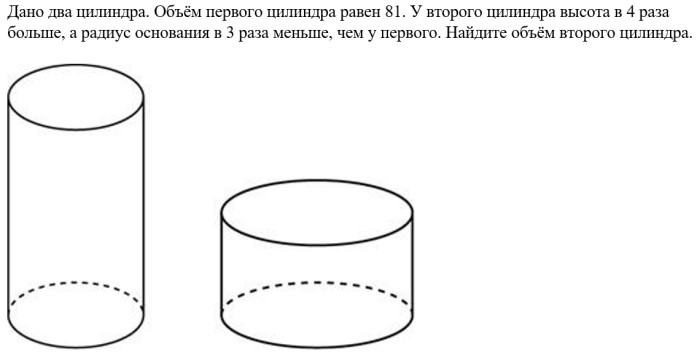 Дано два цилиндра. Объём первого цилиндра равен 81. У второго цилиндра высота в 4 раза
больше, а радиус основания в 3 раза меньше, чем у первого. Найдите объём второго цилиндра.